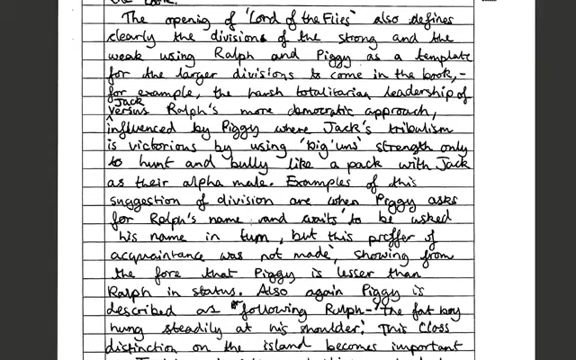 The openig of 'Lord of the Flies' also defines
clearly the divisions of the strong and the
weak using Ralph and Piggy as a template
for the larger divisions to come in the book,-
for example, the harsh totalitarian leadership of
Jack
versus Ralph's more democratic approach,
influenced by Piggy where Jack's tribalism
is victorious by using 'big'uns' strength only
to hunt and bully like a pack with Jack
as their alpha male. Examples of this
suggestion of division are when Piggy asks
for Ralph's name and waits 'to be asked
his name in turn, but this proffer of
acquaintance was not made', showing from
the fore that Piggy is lesser than
Ralph in status. Also again Piggy is
described as following Ralph- 'The fat boy
hung steadily at his shoulder.' This class
distinction on the island becomes important